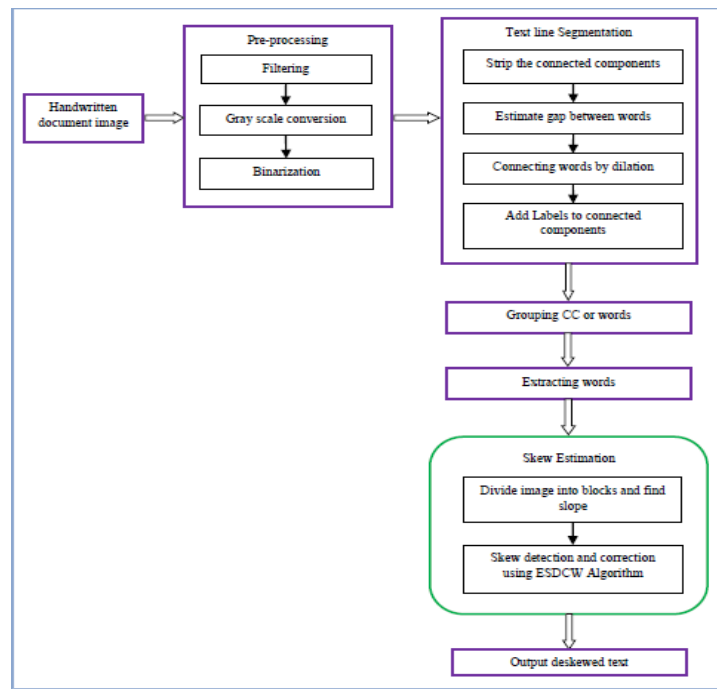 Handwritten
document image
Pre-processing
Filtering
Gray scale conversion
Binarization
Text line Segmentation
Strip the connected components
Estimate gap between words
Connecting words by dilation
Add Labels to connected
components
Grouping CC or words
Extracting words
Skew Estimation
Divide image into blocks and find
slope
Skew detection and correction
using ESDCW Algorithm
Output deskewed text